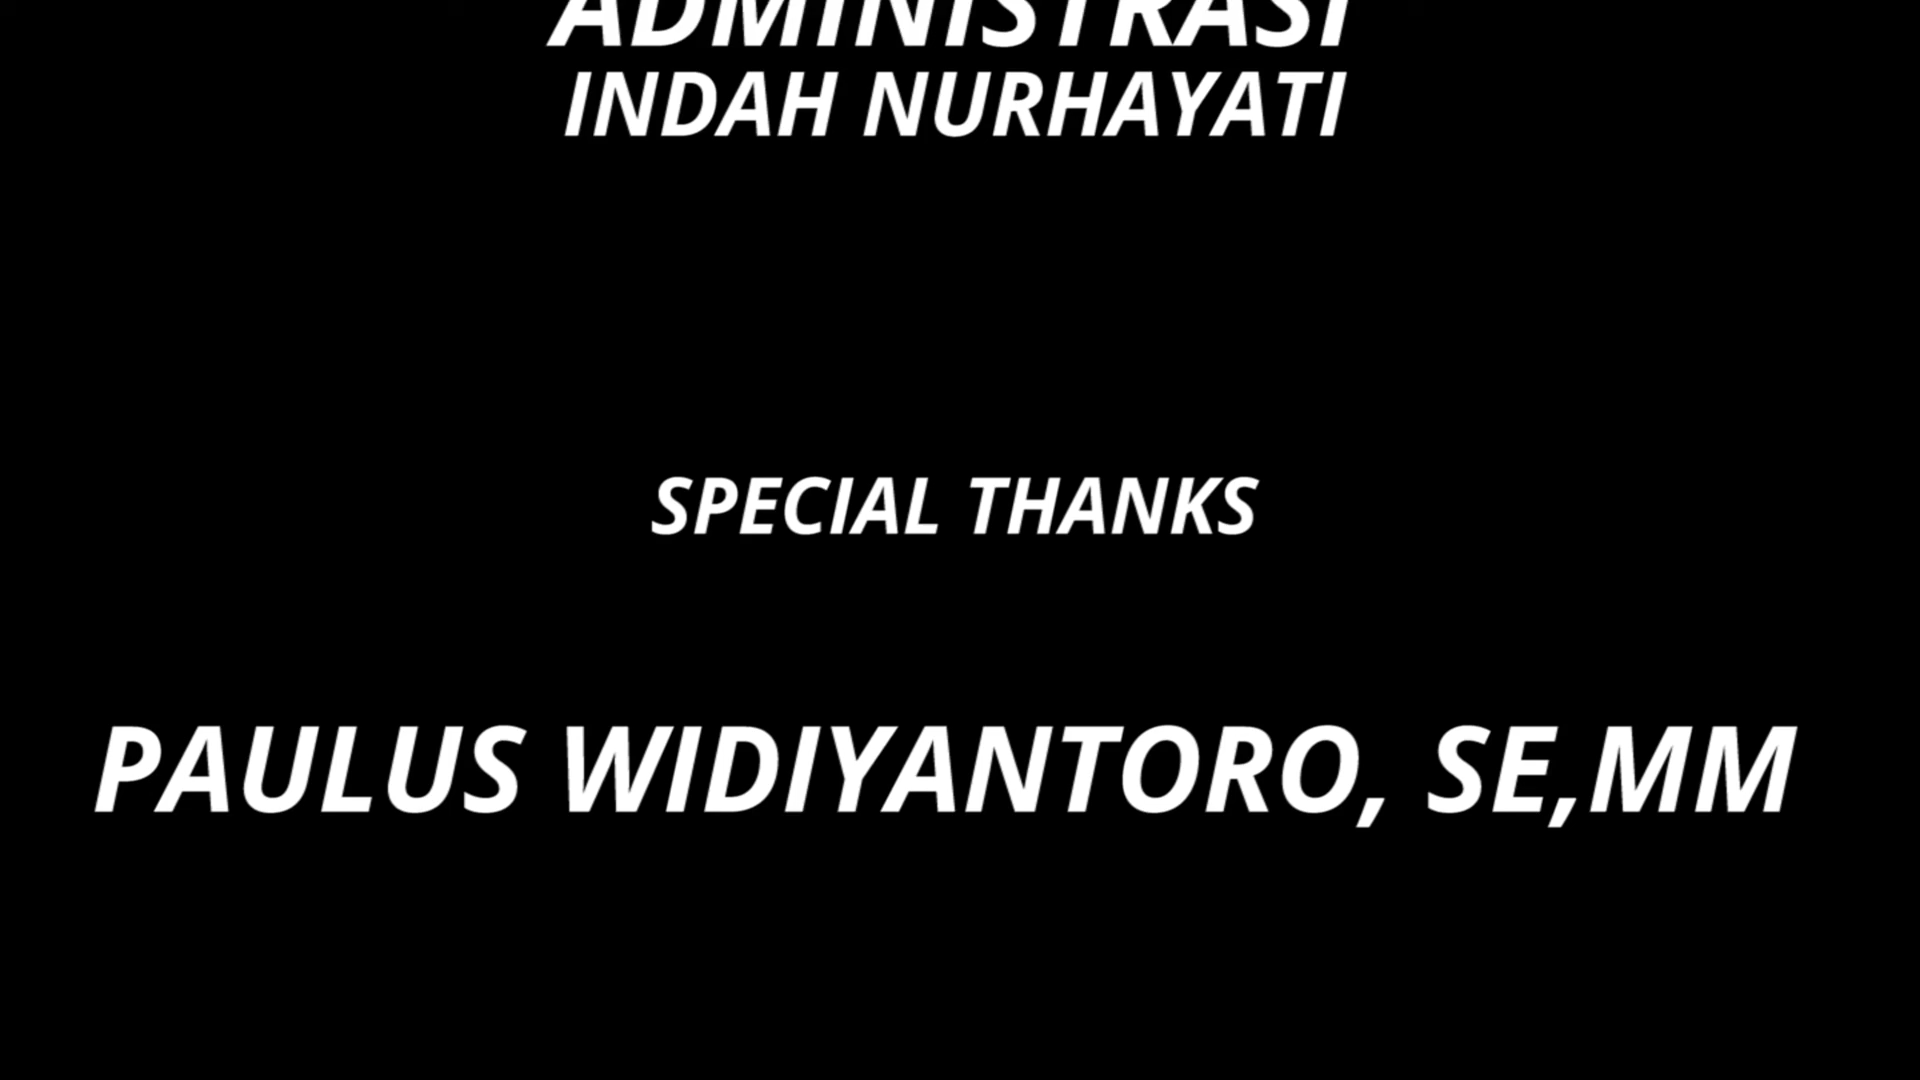 ADMINISTRASI
INDAH NURHAYATI
SPECIAL THANKS
PAULUS WIDIYANTORO, SE,MM